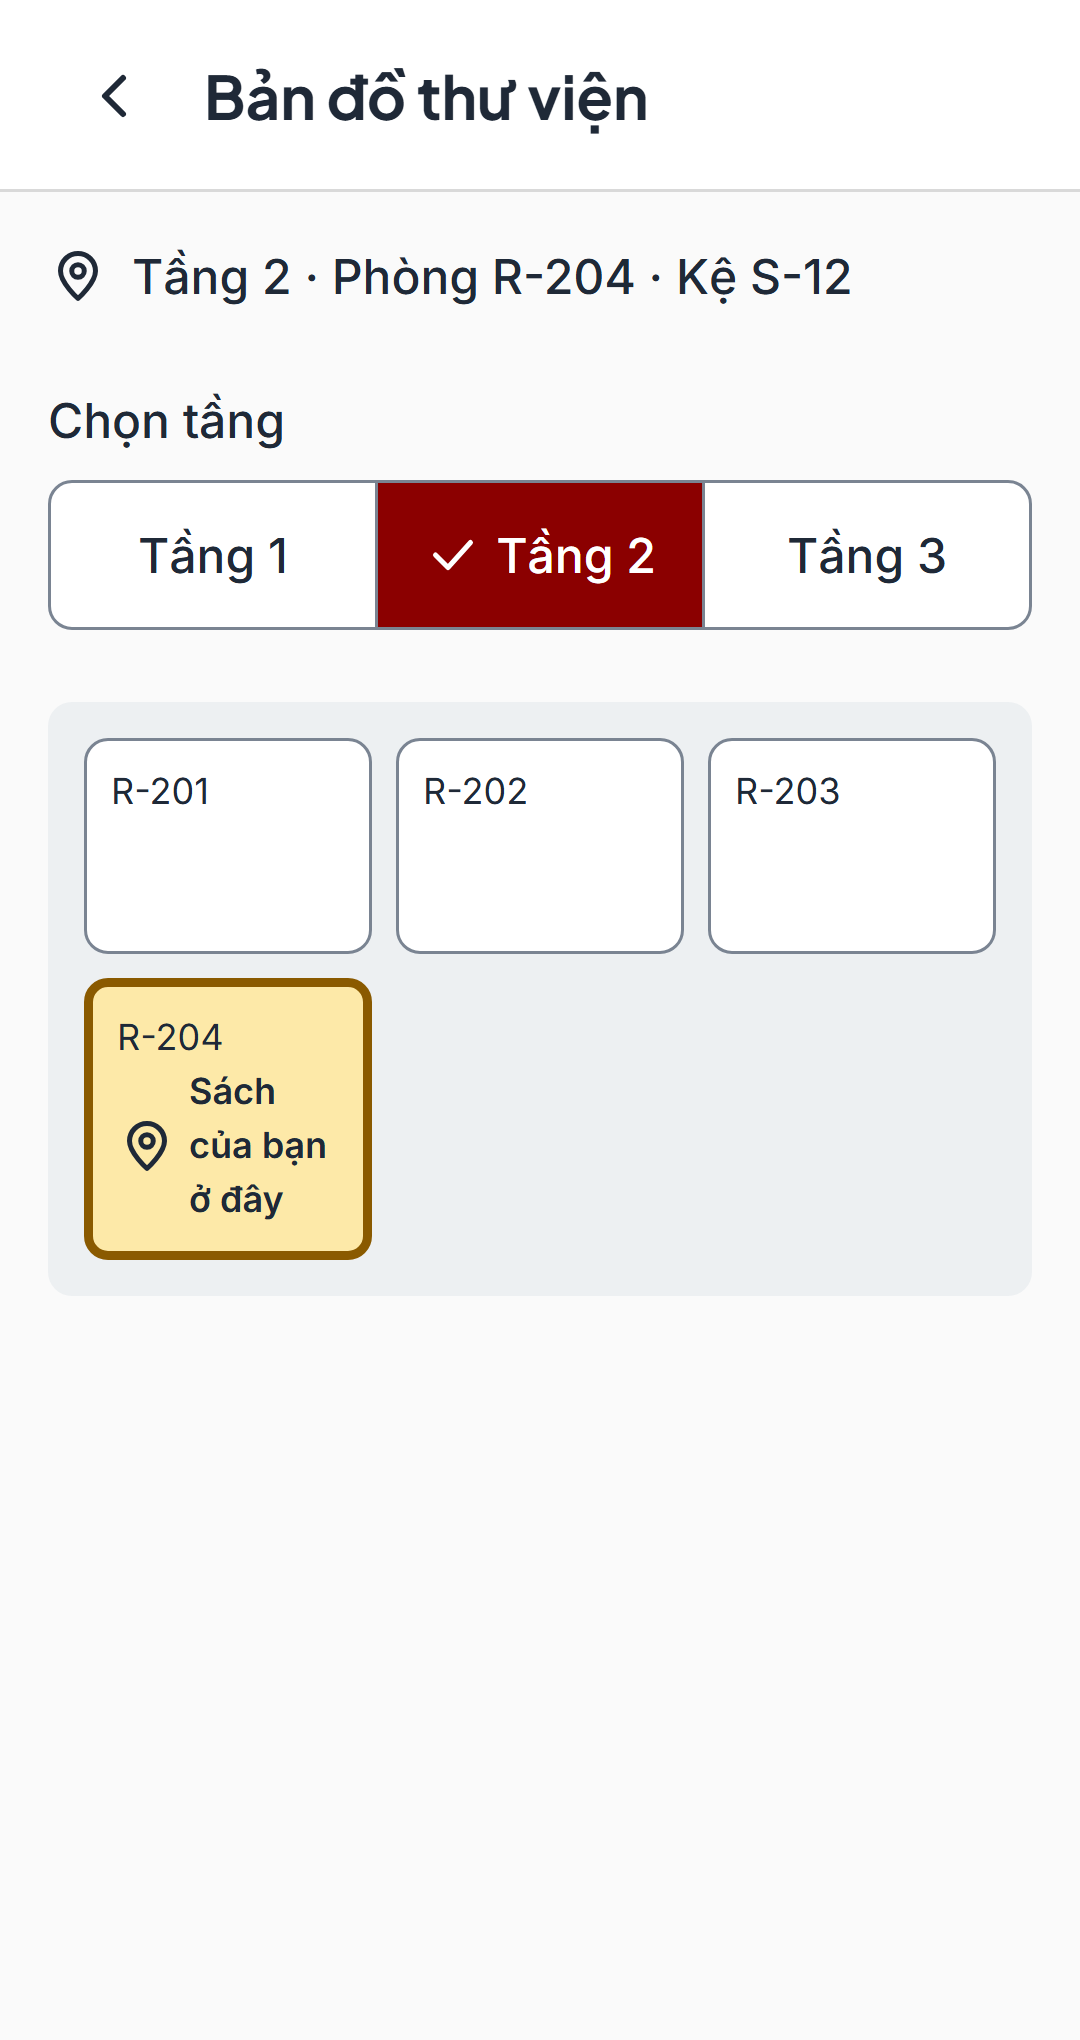 Bản đồ thư viện
Tầng 2 · Phòng R-204 · Kệ S-12
Chọn tầng
Tầng 1
Tầng 2
Tầng 3
R-201
R-202
R-203
R-204
Sách
của bạn
ở đây